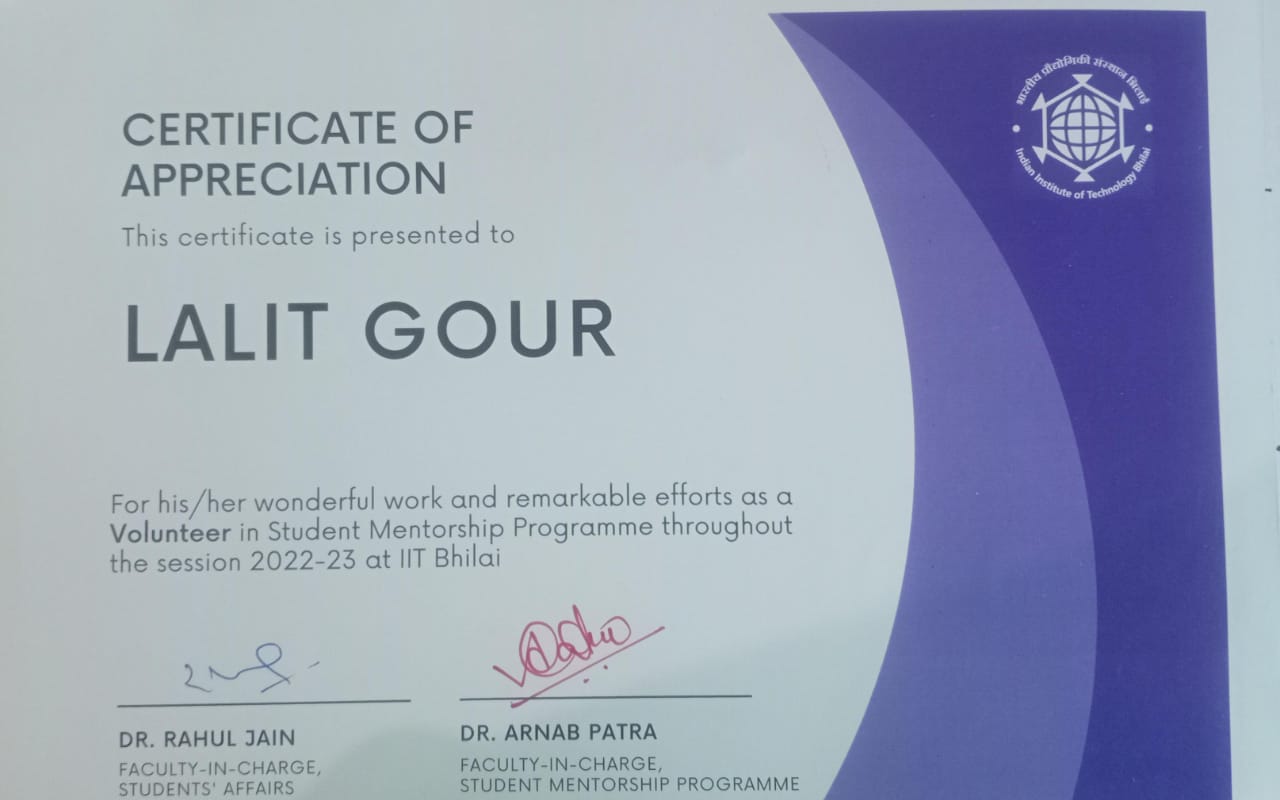 भारतीय प्रौद्योगिकी संस्थान भिलाई
Indian Institute of Technology Bhilai
CERTIFICATE OF
APPRECIATION
This certificate is presented to
LALIT GOUR
For his/her wonderful work and remarkable efforts as a
Volunteer in Student Mentorship Programme throughout
the session 2022-23 at IIT Bhilai
DR. RAHUL JAIN
FACULTY-IN-CHARGE,
STUDENTS' AFFAIRS
DR. ARNAB PATRA
FACULTY-IN-CHARGE,
STUDENT MENTORSHIP PROGRAMME